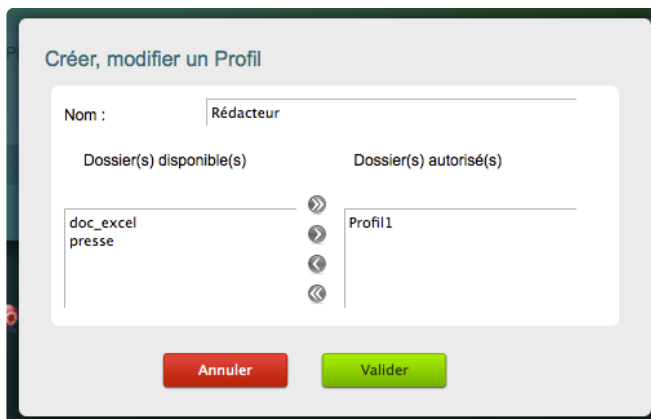 Créer, modifier un Profil
Nom :
Rédacteur
Dossier(s) disponible(s)
Dossier(s) autorisé(s)
doc_excel
presse
Profil1
Annuler
Valider